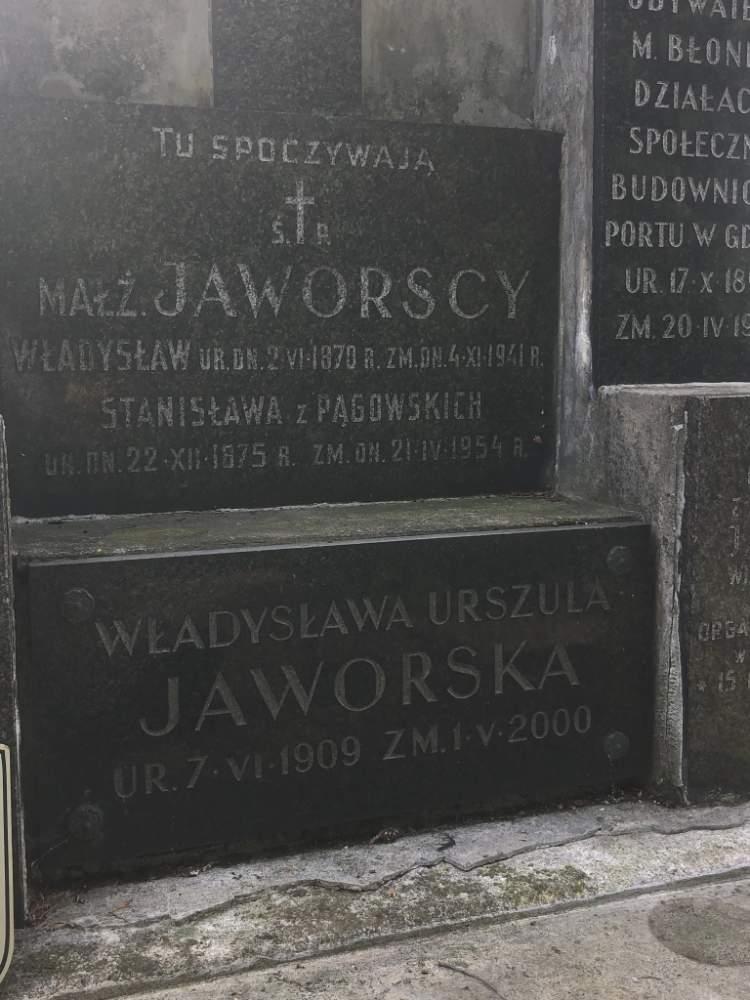 TU SPOCZYWAJĄ
Ś. P.
MAŁŻ. JAWORSCY
WŁADYSŁAW UR. DN. 2·VI·1870 R. ZM. DN. 4·XI·1941 R.
STANISŁAWA z PĄGOWSKICH
UR. DN. 22·XII·1875 R. ZM. DN. 21·IV·1954 R.
WŁADYSŁAWA URSZULA
JAWORSKA
UR. 7·VI·1909 ZM. 1·V·2000
M. BŁONI
DZIAŁAC
SPOŁECZN
BUDOWNIC
PORTU W GD
UR. 17·X·18
ZM. 20·IV·19
ORGA